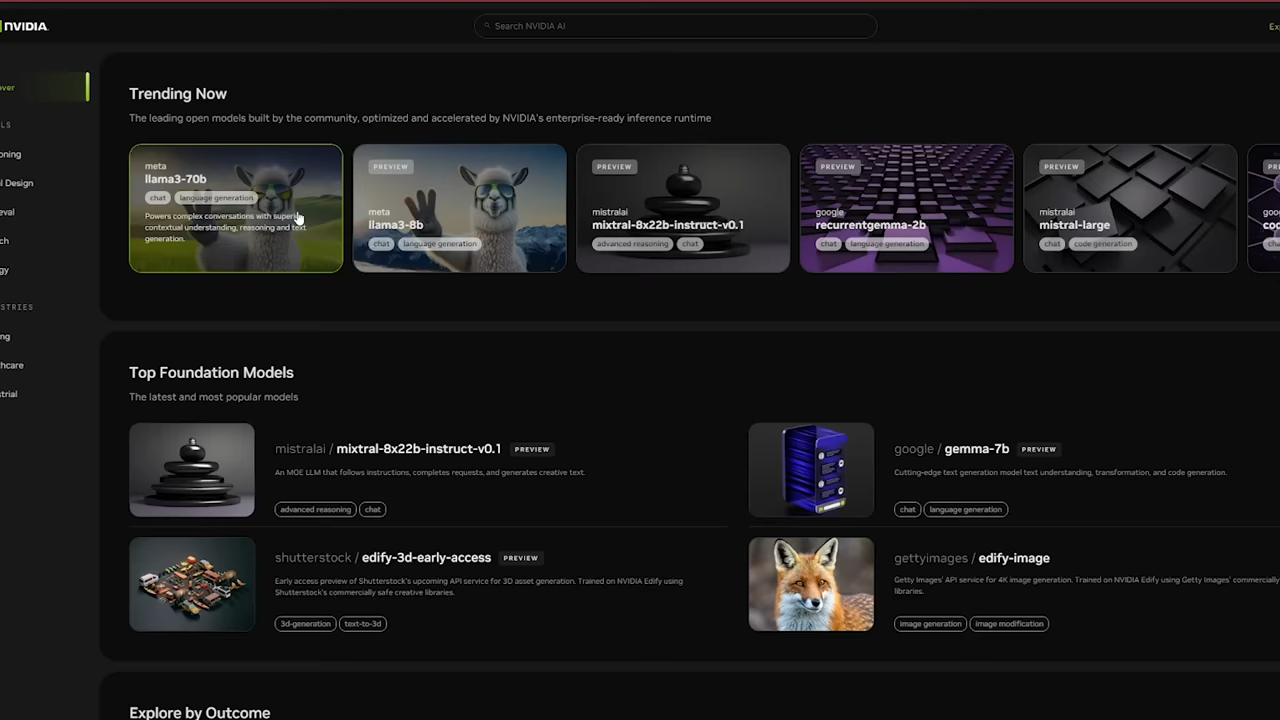 NVIDIA
Search NVIDIA AI
Trending Now
The leading open models built by the community, optimized and accelerated by NVIDIA's enterprise-ready inference runtime
meta
llama3-70b
chat
language generation
Powers complex conversations with superior
contextual understanding, reasoning and text
generation.
PREVIEW
meta
llama3-8b
chat
language generation
PREVIEW
mistralai
mixtral-8x22b-instruct-v0.1
advanced reasoning
chat
PREVIEW
google
recurrentgemma-2b
chat
language generation
PREVIEW
mistralai
mistral-large
chat
code generation
Top Foundation Models
The latest and most popular models
mistralai / mixtral-8x22b-instruct-v0.1 PREVIEW
An MOE LLM that follows instructions, completes requests, and generates creative text.
advanced reasoning
chat
google / gemma-7b PREVIEW
Cutting-edge text generation model text understanding, transformation, and code generation.
chat
language generation
shutterstock / edify-3d-early-access PREVIEW
Early access preview of Shutterstock's upcoming API service for 3D asset generation. Trained on NVIDIA Edify using
Shutterstock's commercially safe creative libraries.
3d-generation
text-to-3d
gettyimages / edify-image
Getty Images' API service for 4K image generation. Trained on NVIDIA Edify using Getty Images' commercially
libraries.
image generation
image modification
Explore by Outcome